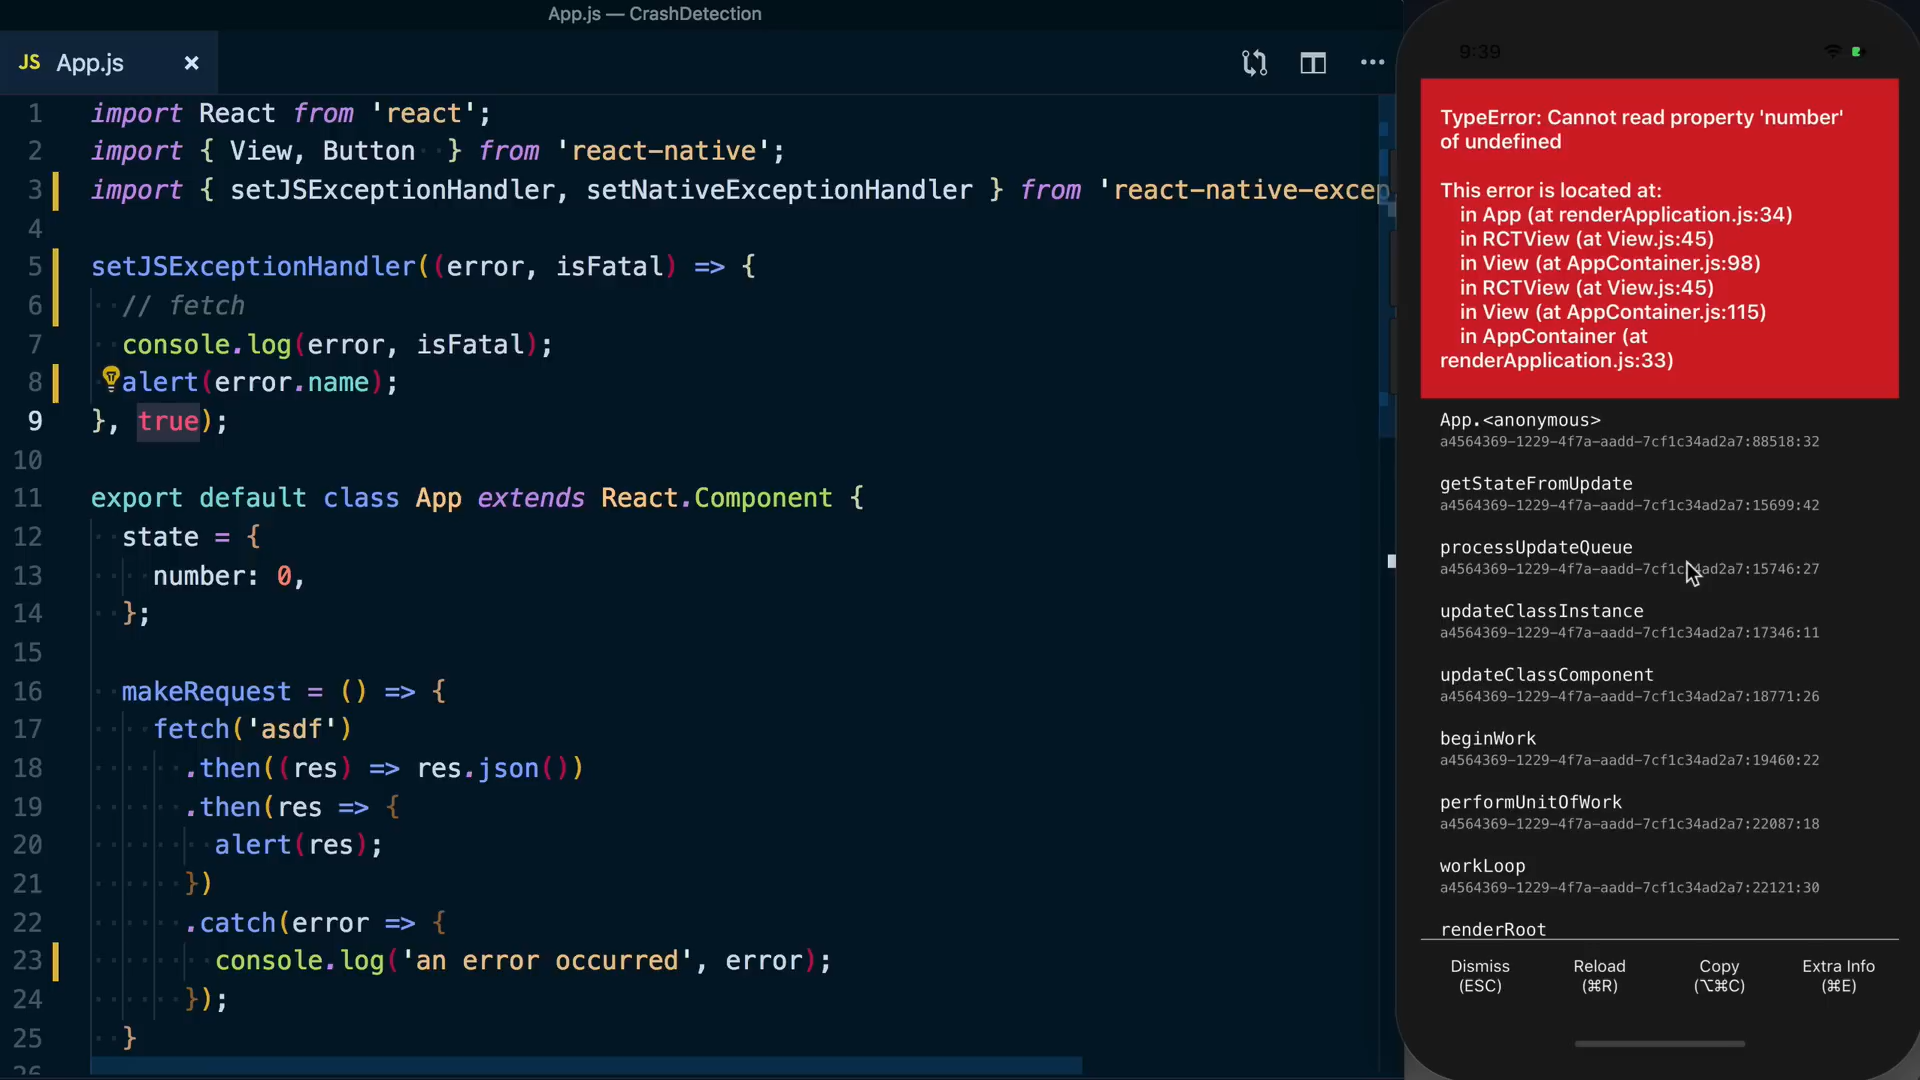 App.js — CrashDetection
JS App.js
1 import React from 'react';
2 import { View, Button } from 'react-native';
3 import { setJSExceptionHandler, setNativeExceptionHandler } from 'react-native-excep
4
5 setJSExceptionHandler((error, isFatal) => {
6 // fetch
7 console.log(error, isFatal);
8 alert(error.name);
9 }, true);
10
11 export default class App extends React.Component {
12 state = {
13 number: 0,
14 };
15
16 makeRequest = () => {
17 fetch('asdf')
18 .then((res) => res.json())
19 .then(res => {
20 alert(res);
21 })
22 .catch(error => {
23 console.log('an error occurred', error);
24 });
25 }
26
9:39
TypeError: Cannot read property 'number'
of undefined
This error is located at:
in App (at renderApplication.js:34)
in RCTView (at View.js:45)
in View (at AppContainer.js:98)
in RCTView (at View.js:45)
in View (at AppContainer.js:115)
in AppContainer (at
renderApplication.js:33)
App.<anonymous>
a4564369-1229-4f7a-aadd-7cf1c34ad2a7:88518:32
getStateFromUpdate
a4564369-1229-4f7a-aadd-7cf1c34ad2a7:15699:42
processUpdateQueue
a4564369-1229-4f7a-aadd-7cf1c34ad2a7:15746:27
updateClassInstance
a4564369-1229-4f7a-aadd-7cf1c34ad2a7:17346:11
updateClassComponent
a4564369-1229-4f7a-aadd-7cf1c34ad2a7:18771:26
beginWork
a4564369-1229-4f7a-aadd-7cf1c34ad2a7:19460:22
performUnitOfWork
a4564369-1229-4f7a-aadd-7cf1c34ad2a7:22087:18
workLoop
a4564369-1229-4f7a-aadd-7cf1c34ad2a7:22121:30
renderRoot
Dismiss Reload Copy Extra Info
(ESC) (⌘R) (⌥⌘C) (⌘E)